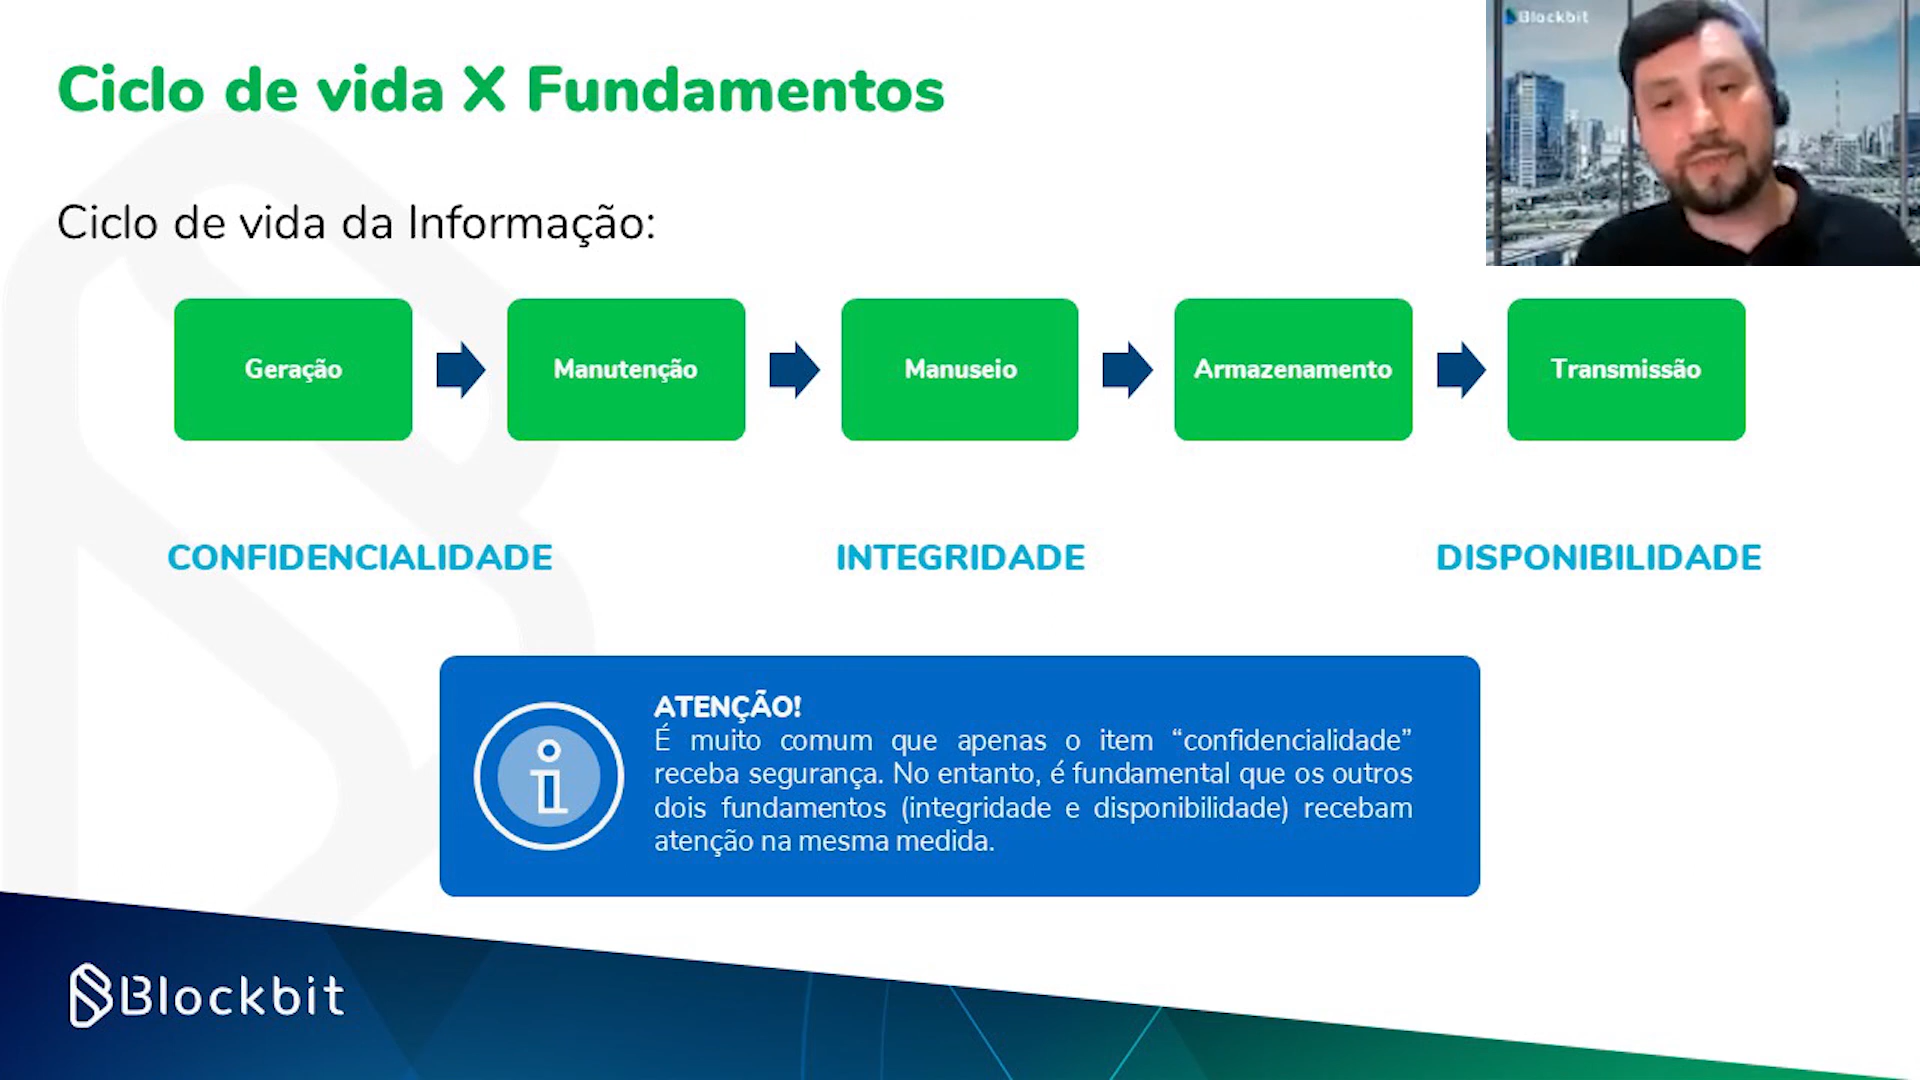 Ciclo de vida X Fundamentos
Blockbit
Ciclo de vida da Informação:
Geração
Manutenção
Manuseio
Armazenamento
Transmissão
CONFIDENCIALIDADE
INTEGRIDADE
DISPONIBILIDADE
ATENÇÃO!
É muito comum que apenas o item “confidencialidade”
receba segurança. No entanto, é fundamental que os outros
dois fundamentos (integridade e disponibilidade) recebam
atenção na mesma medida.
Blockbit